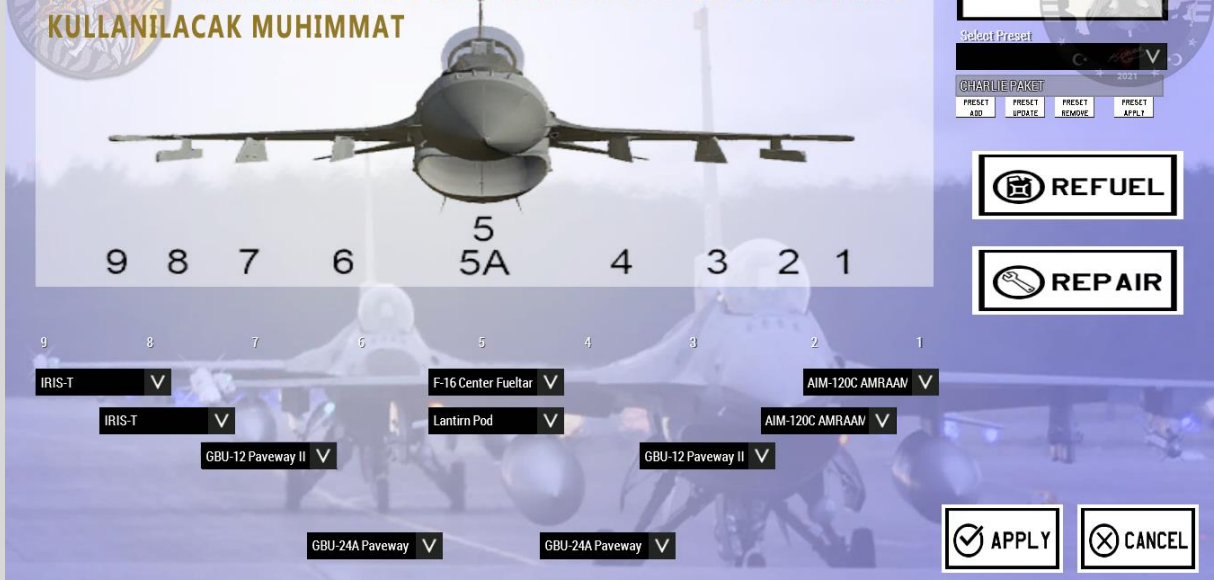 KULLANILACAK MUHIMMAT
Select Preset
2021
CHARLIE PAKET
PRESET ADD
PRESET UPDATE
PRESET REMOVE
PRESET APPLY
REFUEL
5
9 8 7 6 5A 4 3 2 1
REPAIR
9 8 7 6 5 4 3 2 1
IRIS-T
F-16 Center Fueltar
AIM-120C AMRAAM
IRIS-T
Lantirn Pod
AIM-120C AMRAAM
GBU-12 Paveway II
GBU-12 Paveway II
GBU-24A Paveway
GBU-24A Paveway
APPLY
CANCEL